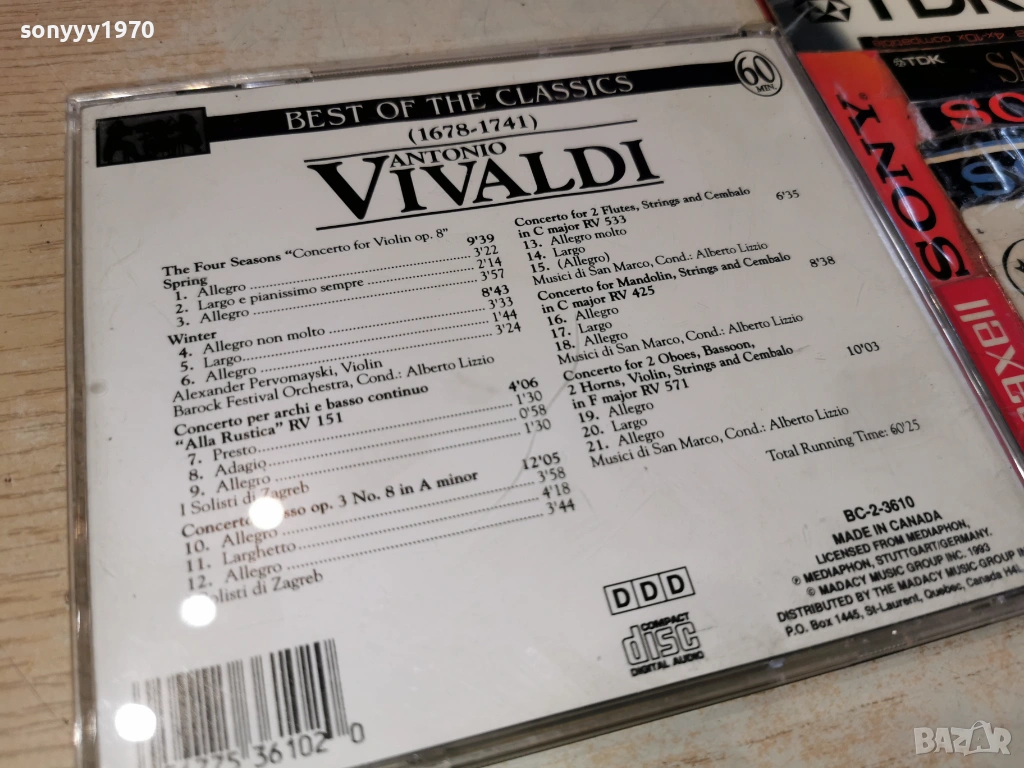 sonyyy1970
BEST OF THE CLASSICS
60 MIN.
(1678-1741)
ANTONIO
VIVALDI
The Four Seasons "Concerto for Violin op. 8"
Spring 9'39
1. Allegro 3'22
2. Largo e pianissimo sempre 2'14
3. Allegro 3'57
Winter 8'43
4. Allegro non molto 3'33
5. Largo 1'44
6. Allegro 3'24
Alexander Pervomayski, Violin
Barock Festival Orchestra, Cond.: Alberto Lizzio
Concerto per archi e basso continuo
"Alla Rustica" RV 151 4'06
7. Presto 1'30
8. Adagio 0'58
9. Allegro 1'30
I Solisti di Zagreb
Concerto op. 3 No. 8 in A minor 12'05
10. Allegro 3'58
11. Larghetto 4'18
12. Allegro 3'44
Solisti di Zagreb
Concerto for 2 Flutes, Strings and Cembalo
in C major RV 533 6'35
13. Allegro molto
14. Largo
15. (Allegro)
Musici di San Marco, Cond.: Alberto Lizzio
Concerto for Mandolin, Strings and Cembalo
in C major RV 425 8'38
16. Allegro
17. Largo
18. Allegro
Musici di San Marco, Cond.: Alberto Lizzio
Concerto for 2 Oboes, Bassoon,
2 Horns, Violin, Strings and Cembalo
in F major RV 571 10'03
19. Allegro
20. Largo
21. Allegro
Musici di San Marco, Cond.: Alberto Lizzio
Total Running Time: 60'25
BC-2-3610
MADE IN CANADA
LICENSED FROM MEDIAPHON,
℗ MEDIAPHON, STUTTGART/GERMANY.
© MADACY MUSIC GROUP INC. 1993
DISTRIBUTED BY THE MADACY MUSIC GROUP IN
P.O. Box 1445, St-Laurent, Quebec, Canada H4L
DDD
COMPACT
disc
DIGITAL AUDIO
36102 0
TDK
TDK
SONY
maxell
BAZAR